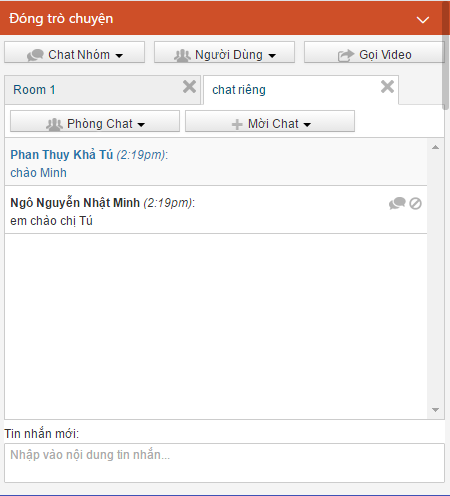 Đóng trò chuyện
Chat Nhóm Người Dùng Gọi Video
Room 1 chat riêng
Phòng Chat Mời Chat
Phan Thụy Khả Tú (2:19pm):
chào Minh
Ngô Nguyễn Nhật Minh (2:19pm):
em chào chị Tú
Tin nhắn mới:
Nhập vào nội dung tin nhắn...